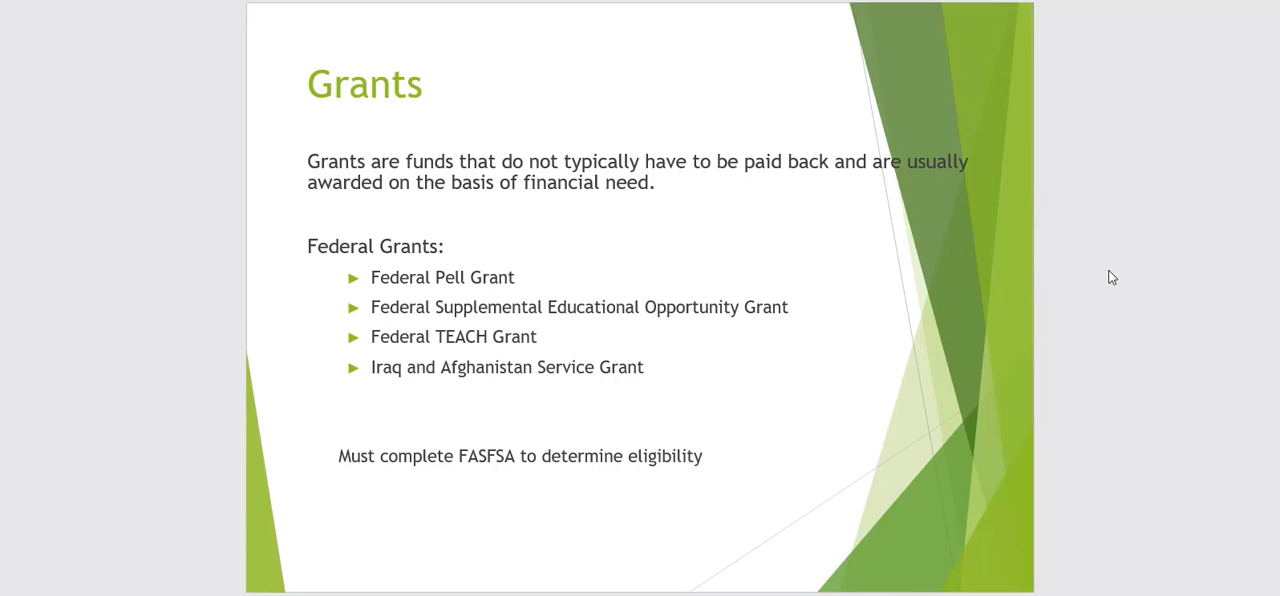 Grants
Grants are funds that do not typically have to be paid back and are usually
awarded on the basis of financial need.
Federal Grants:
Federal Pell Grant
Federal Supplemental Educational Opportunity Grant
Federal TEACH Grant
Iraq and Afghanistan Service Grant
Must complete FASFSA to determine eligibility